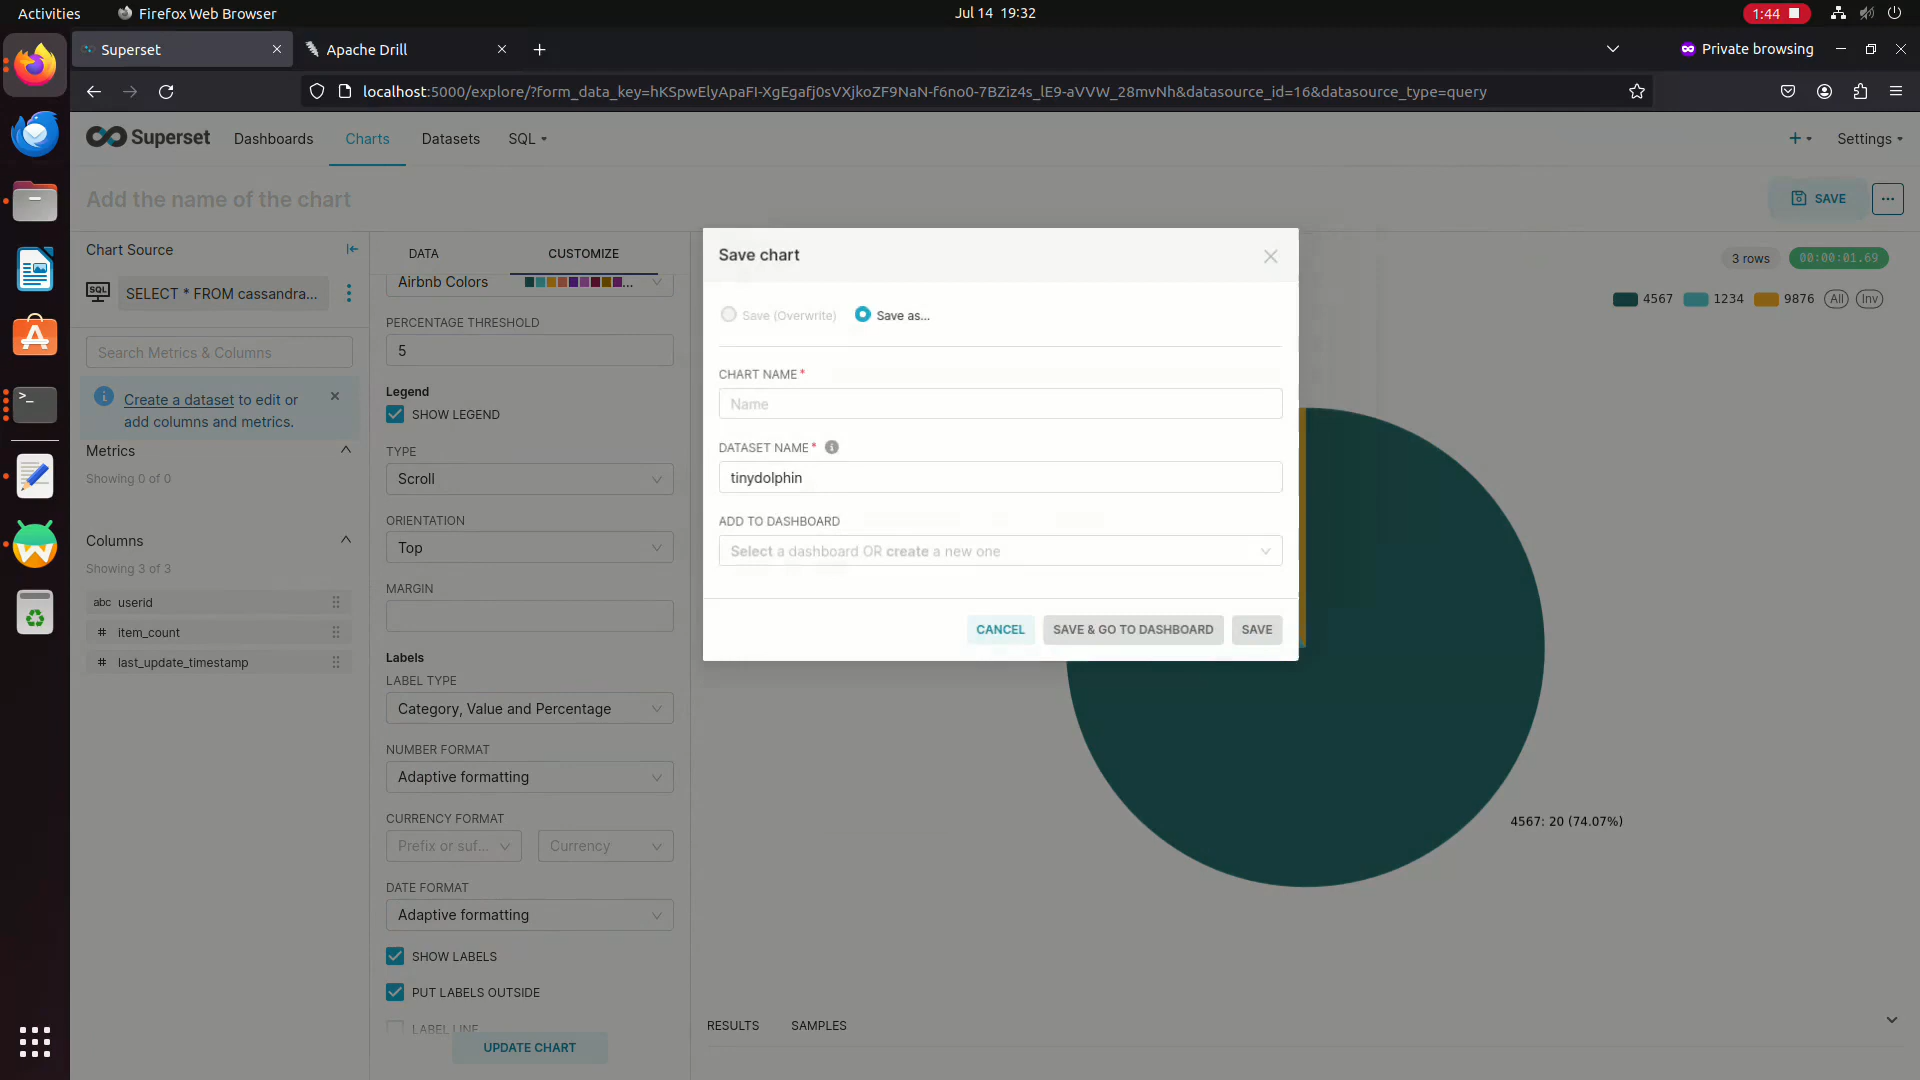 Activities
Firefox Web Browser
Jul 14 19:32
1:44
Superset
Apache Drill
Private browsing
localhost:5000/explore/?form_data_key=hKSpwElyApaFI-XgEgafj0sVXjkoZF9NaN-f6no0-7BZiz4s_lE9-aVVW_28mvNh&datasource_id=16&datasource_type=query
Superset
Dashboards
Charts
Datasets
SQL
Settings
Add the name of the chart
SAVE
Chart Source
SQL
SELECT * FROM cassandra...
Search Metrics & Columns
Create a dataset to edit or
add columns and metrics.
Metrics
Showing 0 of 0
Columns
Showing 3 of 3
abc userid
# item_count
# last_update_timestamp
DATA
CUSTOMIZE
Airbnb Colors
...
PERCENTAGE THRESHOLD
5
Legend
SHOW LEGEND
TYPE
Scroll
ORIENTATION
Top
MARGIN
Labels
LABEL TYPE
Category, Value and Percentage
NUMBER FORMAT
Adaptive formatting
CURRENCY FORMAT
Prefix or suf...
Currency
DATE FORMAT
Adaptive formatting
SHOW LABELS
PUT LABELS OUTSIDE
LABEL LINE
UPDATE CHART
Save chart
Save (Overwrite)
Save as...
CHART NAME *
Name
DATASET NAME *
tinydolphin
ADD TO DASHBOARD
Select a dashboard OR create a new one
CANCEL
SAVE & GO TO DASHBOARD
SAVE
3 rows
00:00:01.69
4567
1234
9876
All
Inv
4567: 20 (74.07%)
RESULTS
SAMPLES